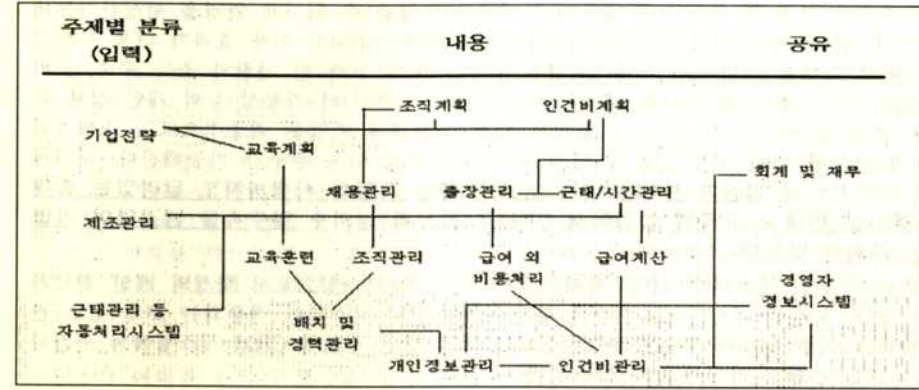 주제별 분류
(입력)
내용
공유
조직계획
인건비계획
기업전략
교육계획
회계 및 재무
채용관리
출장관리
근태/시간관리
제조관리
교육훈련
조직관리
급여 외
비용처리
급여계산
경영자
정보시스템
근태관리 등
자동처리시스템
배치 및
경력관리
개인정보관리
인건비관리